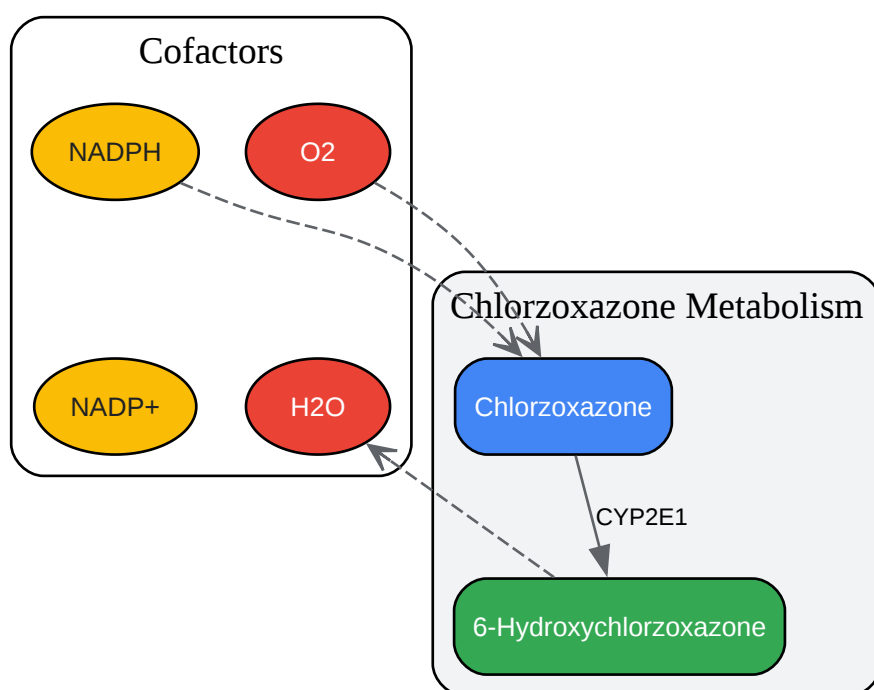 Cofactors
NADPH
O2
Chlorzoxazone Metabolism
NADP+
H2O
Chlorzoxazone
CYP2E1
6-Hydroxychlorzoxazone